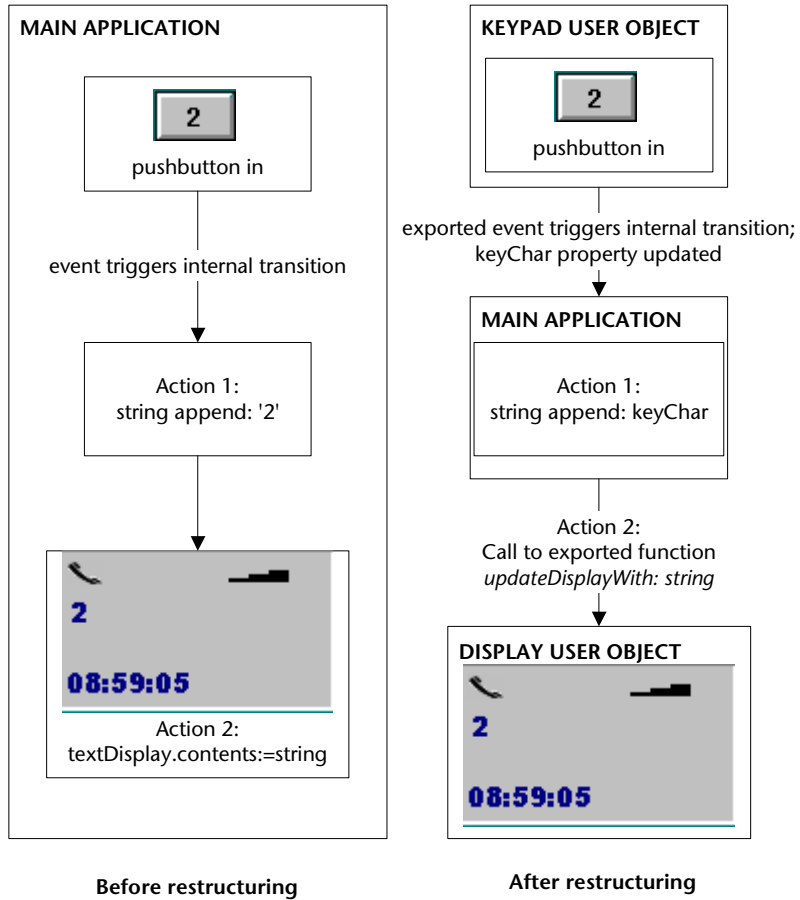 MAIN APPLICATION
2
pushbutton in
event triggers internal transition
Action 1:
string append: '2'
2
08:59:05
Action 2:
textDisplay.contents:=string
Before restructuring
KEYPAD USER OBJECT
2
pushbutton in
exported event triggers internal transition;
keyChar property updated
MAIN APPLICATION
Action 1:
string append: keyChar
Action 2:
Call to exported function
updateDisplayWith: string
DISPLAY USER OBJECT
2
08:59:05
After restructuring